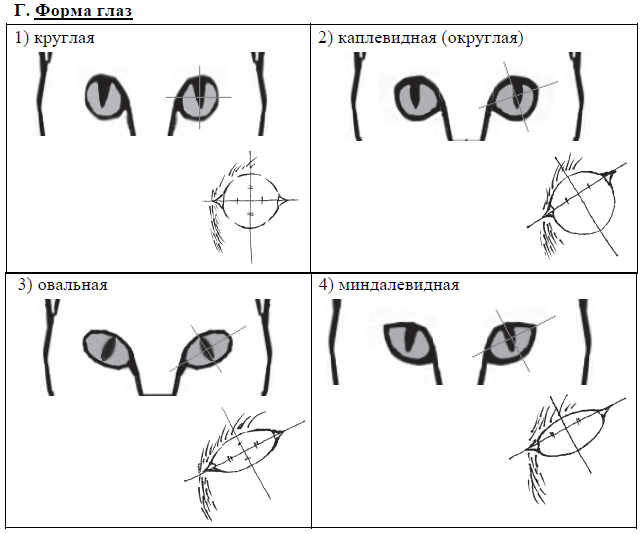 Г. Форма глаз
1) круглая
2) каплевидная (округлая)
3) овальная
4) миндалевидная